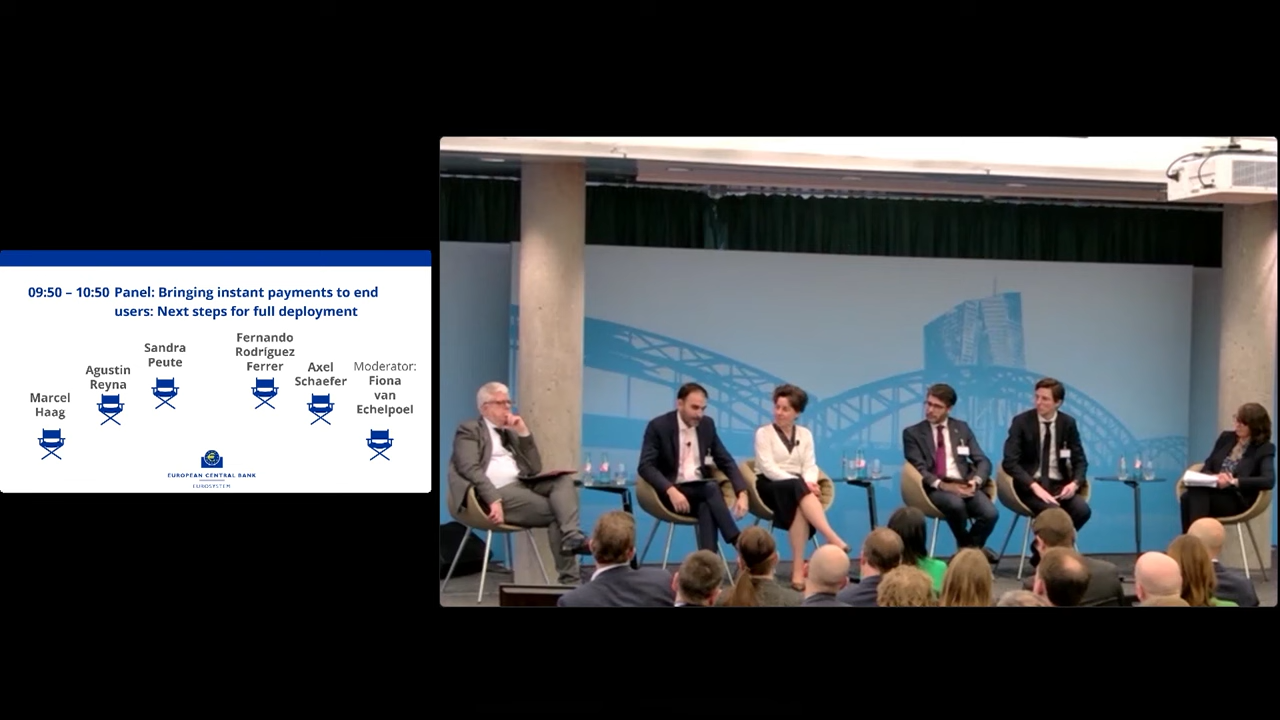 09:50 – 10:50 Panel: Bringing instant payments to end
users: Next steps for full deployment
Marcel
Haag
Agustin
Reyna
Sandra
Peute
Fernando
Rodríguez
Ferrer
Axel
Schaefer
Moderator:
Fiona
van
Echelpoel
EUROPEAN CENTRAL BANK
EUROSYSTEM